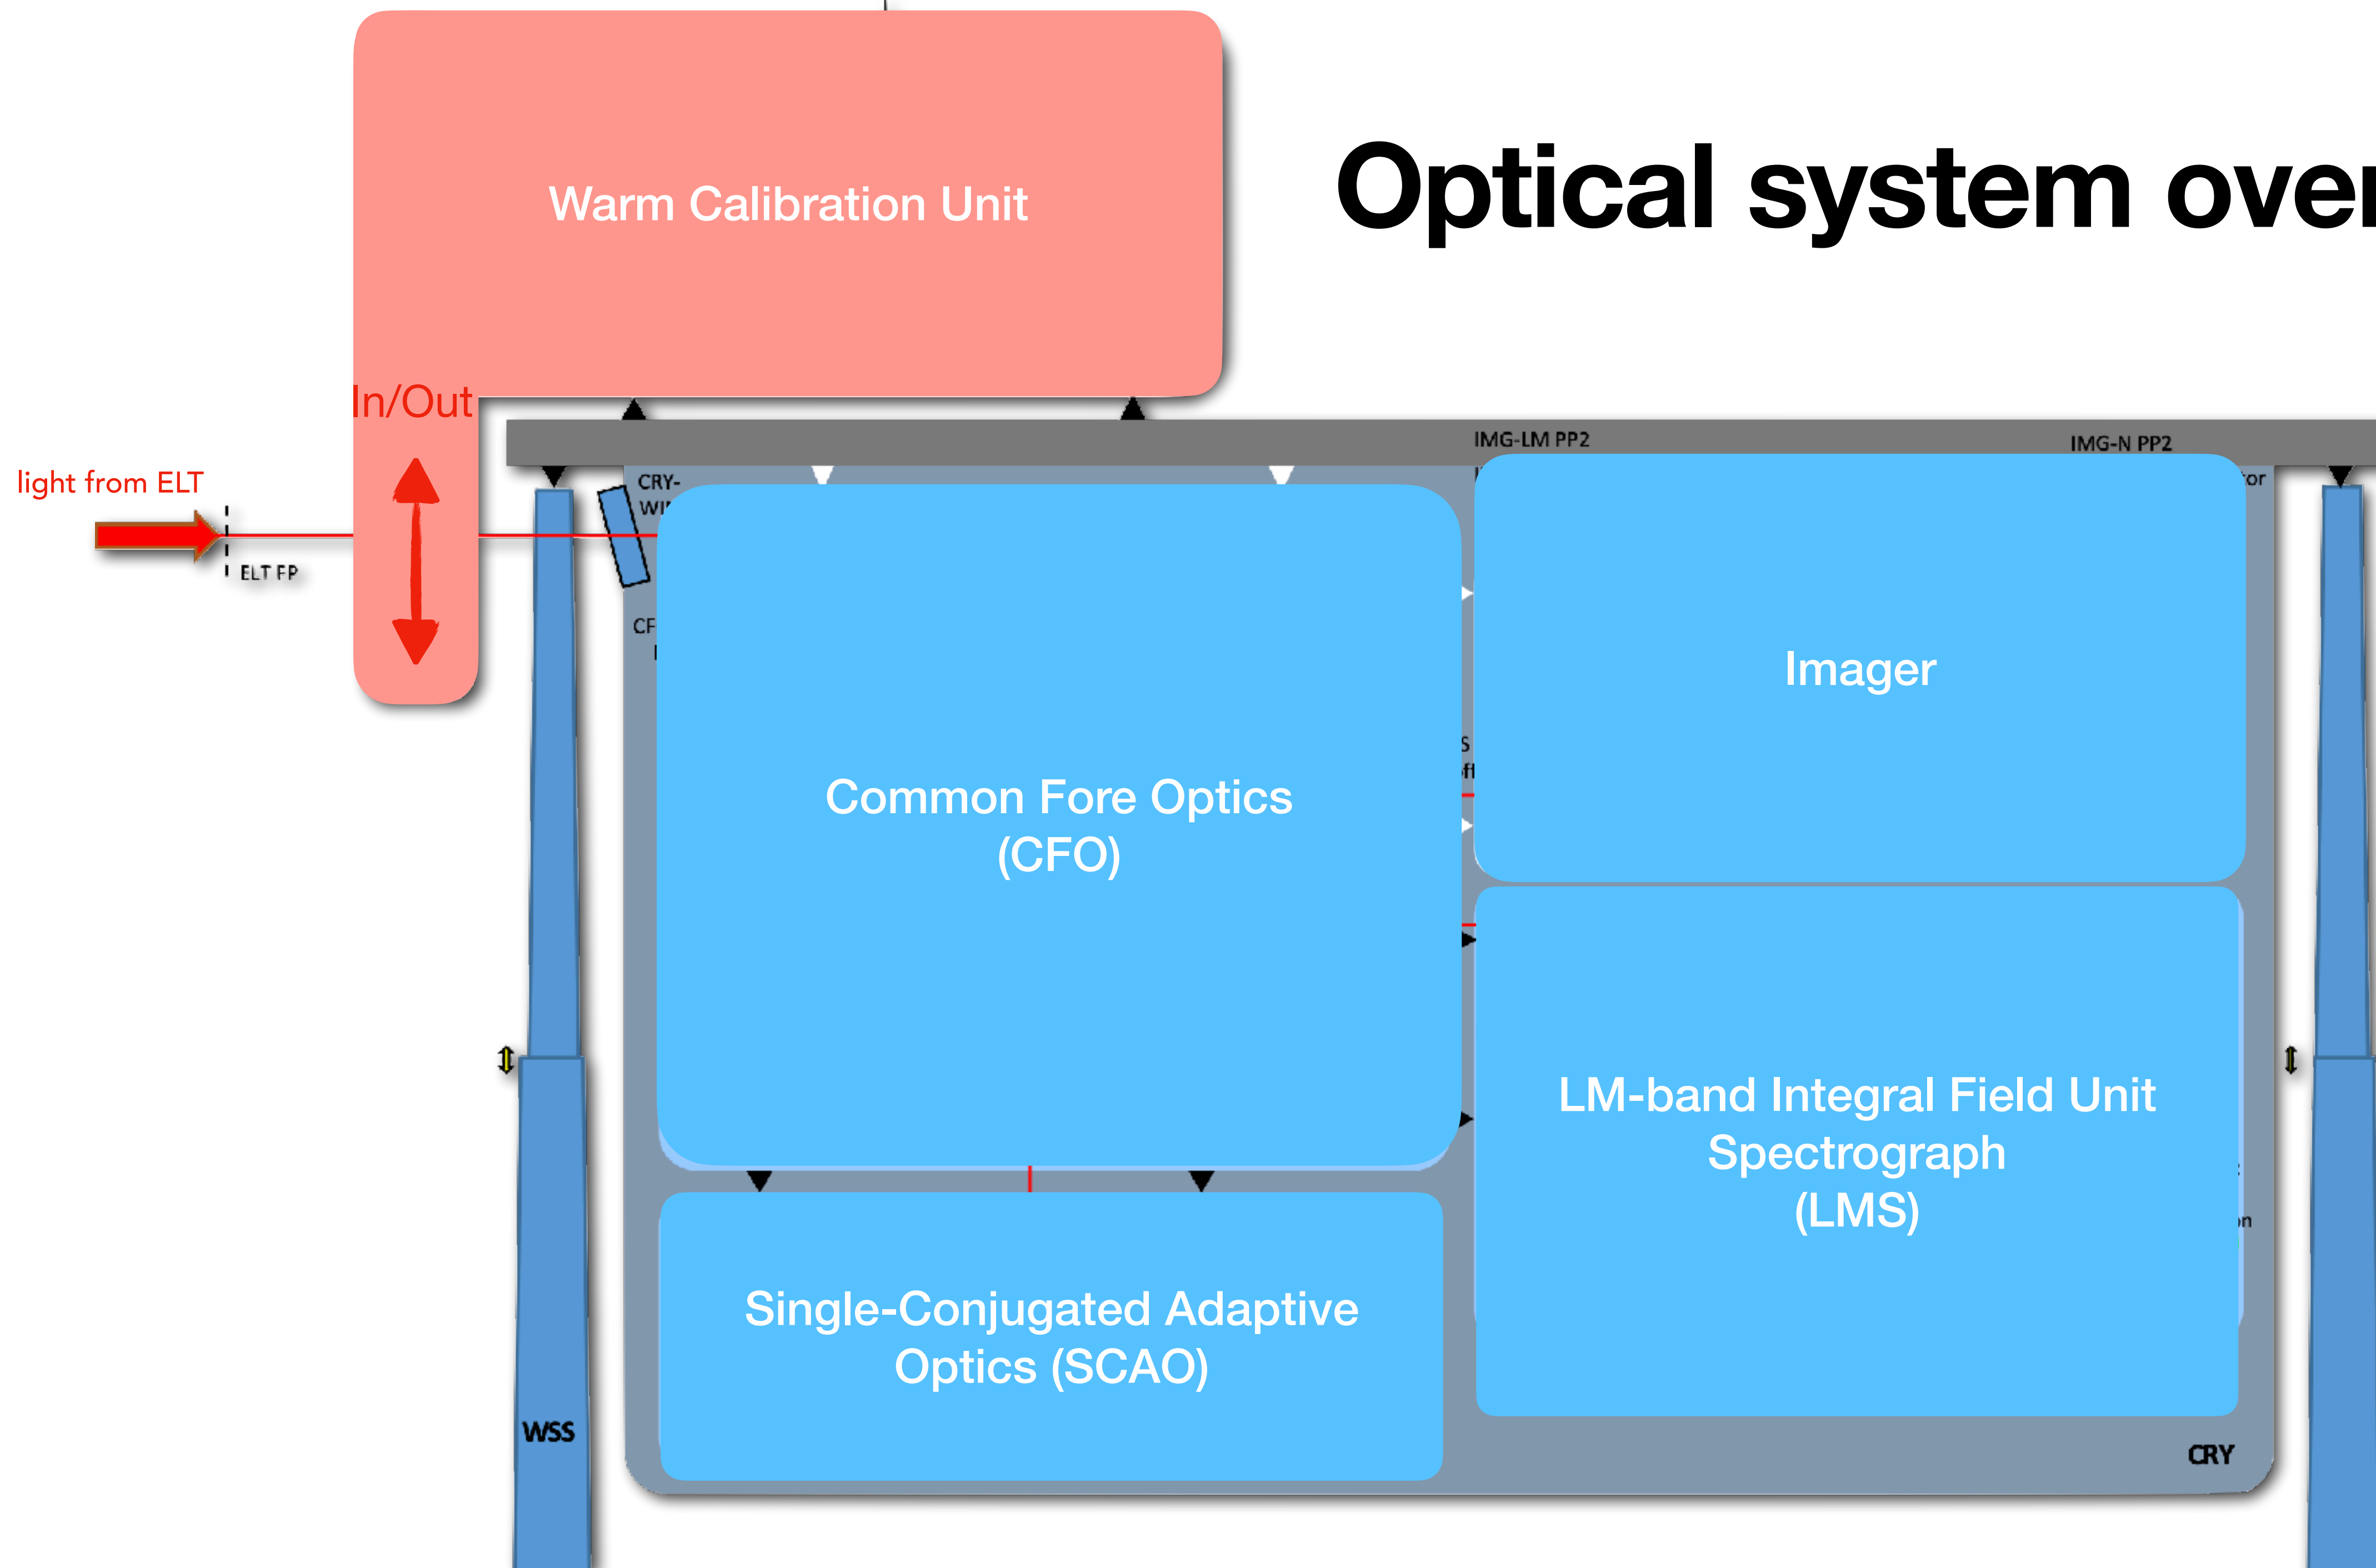 Optical system over
Warm Calibration Unit
In/Out
light from ELT
ELT FP
IMG-LM PP2
IMG-N PP2
CRY-
Imager
Common Fore Optics
(CFO)
LM-band Integral Field Unit
Spectrograph
(LMS)
Single-Conjugated Adaptive
Optics (SCAO)
WSS
CRY